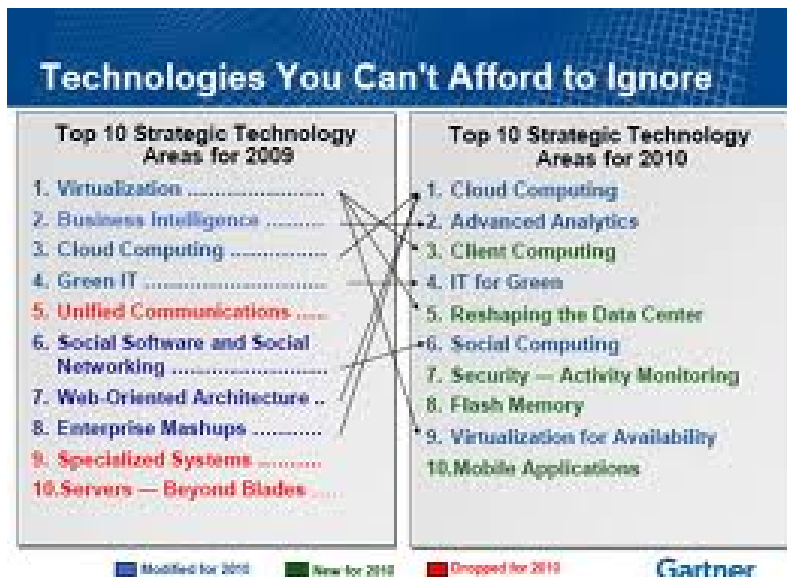 Technologies You Can't Afford to Ignore
Top 10 Strategic Technology
Areas for 2009
1. Virtualization ........................
2. Business Intelligence ..........
3. Cloud Computing ................
4. Green IT ..............................
5. Unified Communications .....
6. Social Software and Social
Networking ..........................
7. Web-Oriented Architecture ..
8. Enterprise Mashups ............
9. Specialized Systems ...........
10.Servers — Beyond Blades .....
Top 10 Strategic Technology
Areas for 2010
1. Cloud Computing
2. Advanced Analytics
3. Client Computing
4. IT for Green
5. Reshaping the Data Center
6. Social Computing
7. Security — Activity Monitoring
8. Flash Memory
9. Virtualization for Availability
10.Mobile Applications
Modified for 2010
New for 2010
Dropped for 2010
Gartner